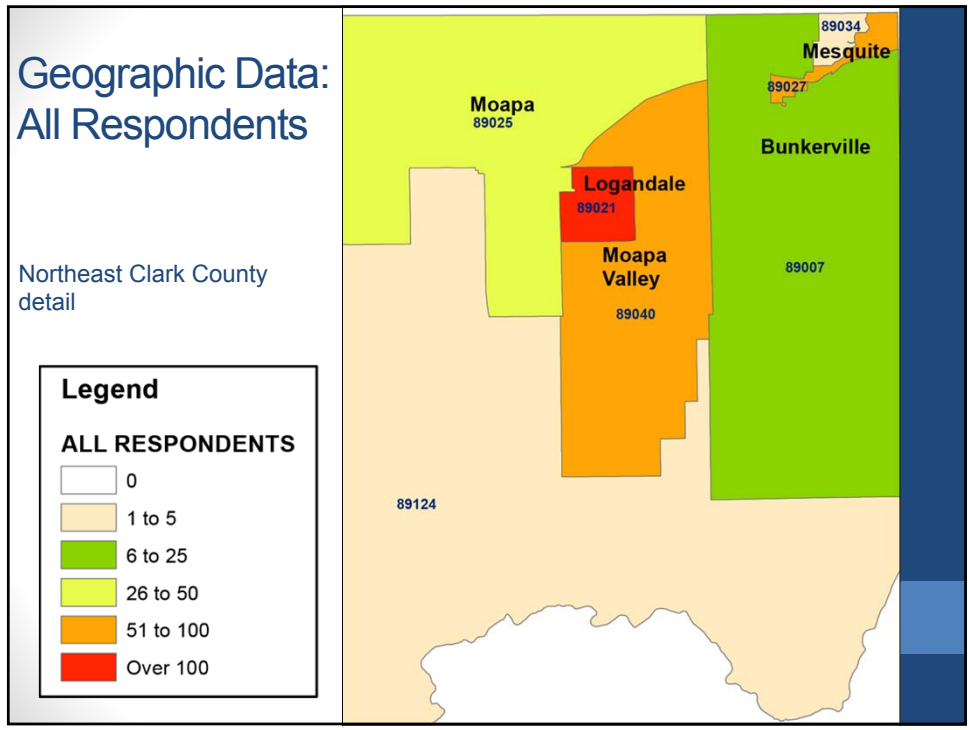 Geographic Data:
All Respondents
Northeast Clark County
detail
Legend
ALL RESPONDENTS
0
1 to 5
6 to 25
26 to 50
51 to 100
Over 100
89034
Mesquite
89027
Moapa
89025
Bunkerville
Logandale
89021
Moapa
Valley
89007
89040
89124